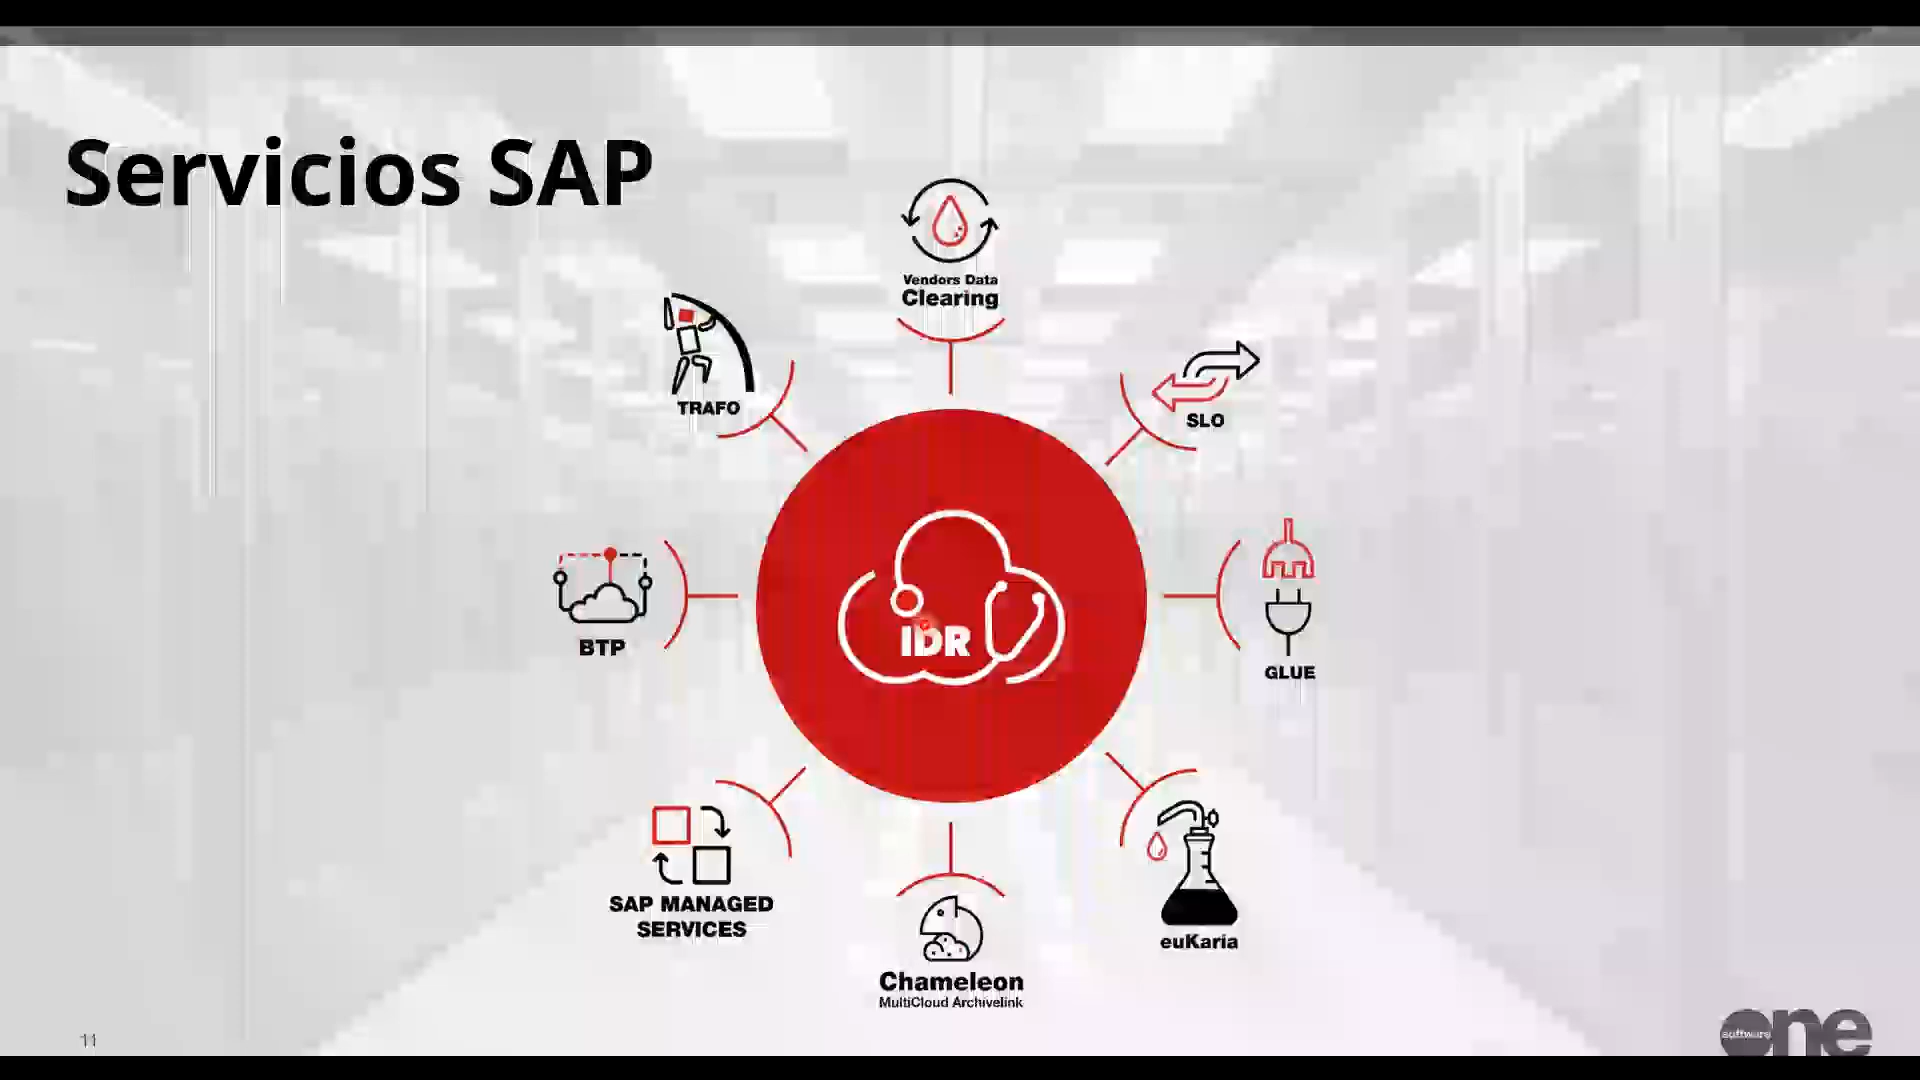 Servicios SAP
Vendors Data
Clearing
TRAFO
SLO
IDR
BTP
GLUE
SAP MANAGED
SERVICES
euKaria
Chameleon
MultiCloud Archivelink
11
software
one